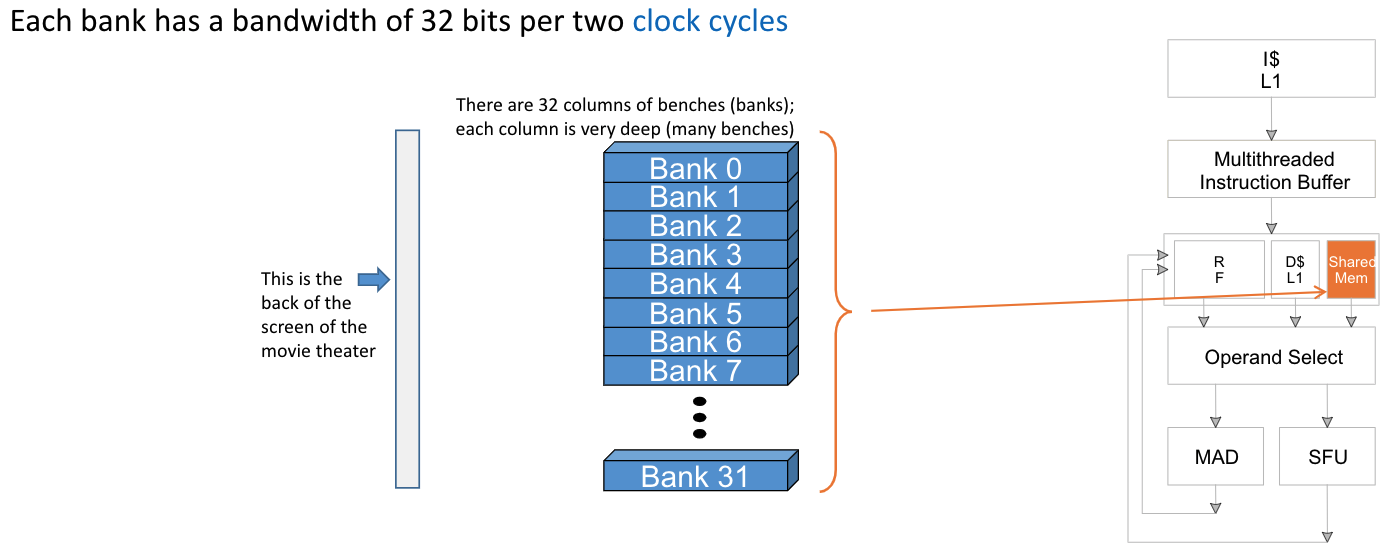 Each bank has a bandwidth of 32 bits per two clock cycles
There are 32 columns of benches (banks);
each column is very deep (many benches)
This is the
back of the
screen of the
movie theater
Bank 0
Bank 1
Bank 2
Bank 3
Bank 4
Bank 5
Bank 6
Bank 7
Bank 31
I$
L1
Multithreaded
Instruction Buffer
R
F
D$
L1
Shared
Mem
Operand Select
MAD
SFU